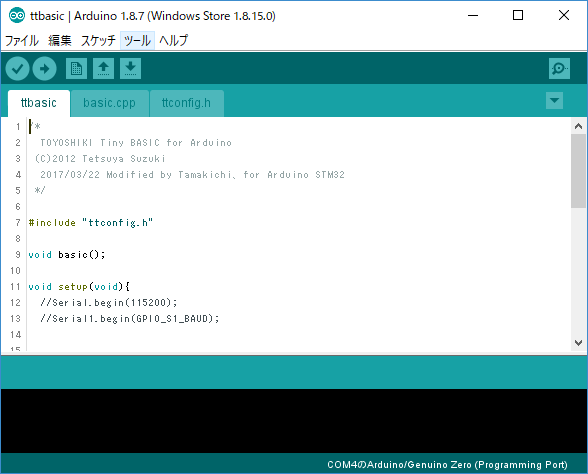 ttbasic | Arduino 1.8.7 (Windows Store 1.8.15.0)
ファイル 編集 スケッチ ツール ヘルプ
ttbasic basic.cpp ttconfig.h
1 /*
2 TOYOSHIKI Tiny BASIC for Arduino
3 (C)2012 Tetsuya Suzuki
4 2017/03/22 Modified by Tamakichi, for Arduino STM32
5 */
6
7 #include "ttconfig.h"
8
9 void basic();
10
11 void setup(void){
12 //Serial.begin(115200);
13 //Serial1.begin(GPIO_S1_BAUD);
14
15
COM4のArduino/Genuino Zero (Programming Port)